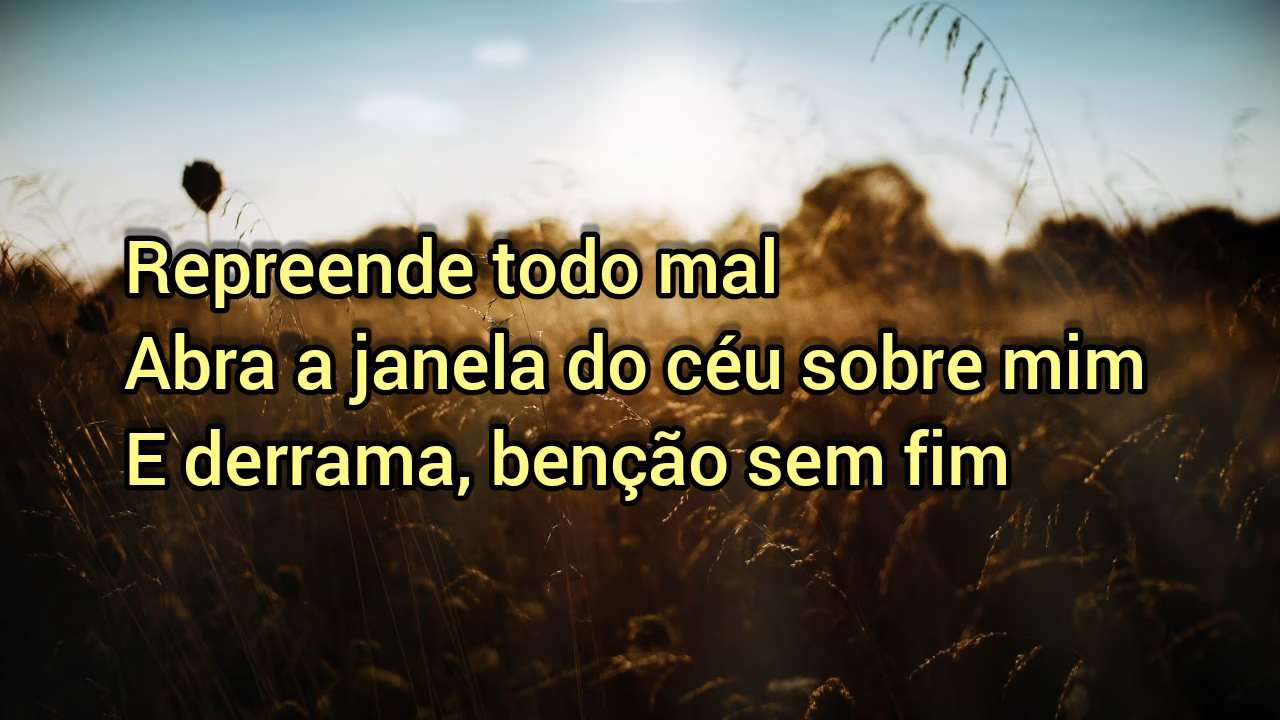 Repreende todo mal
Abra a janela do céu sobre mim
E derrama, benção sem fim